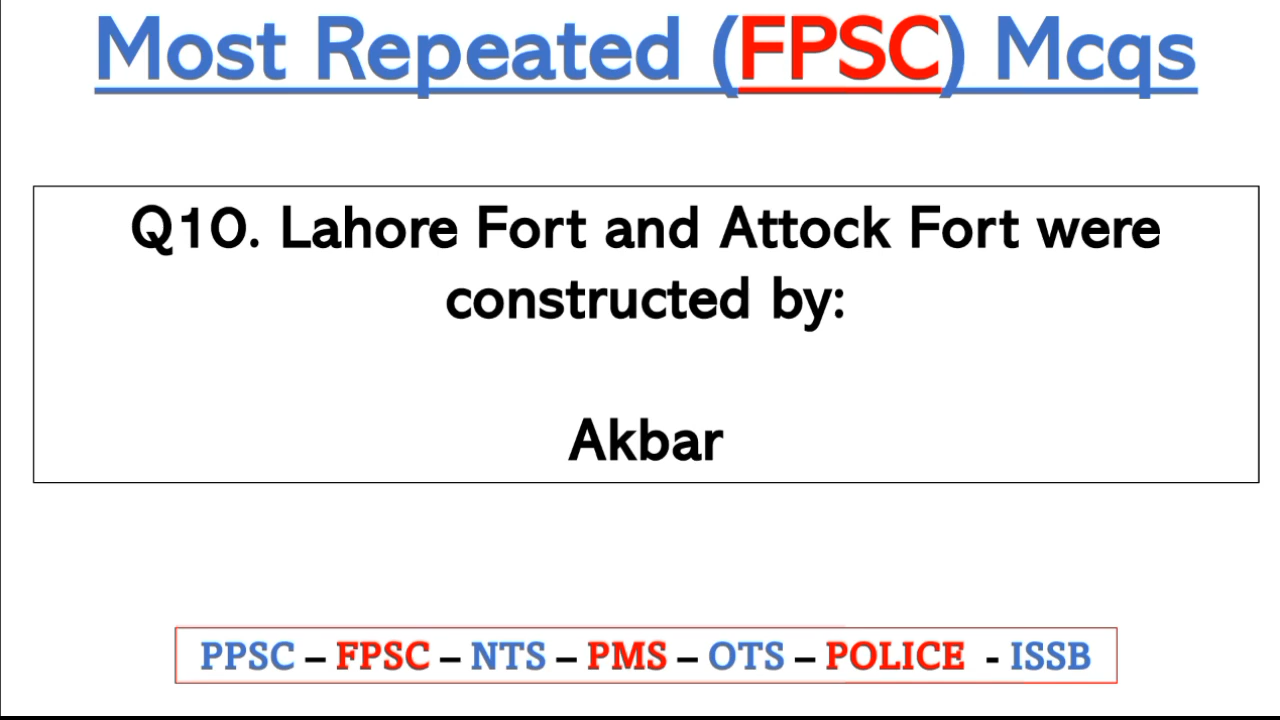 Most Repeated (FPSC) Mcqs
Q10. Lahore Fort and Attock Fort were
constructed by:
Akbar
PPSC – FPSC – NTS – PMS – OTS – POLICE - ISSB